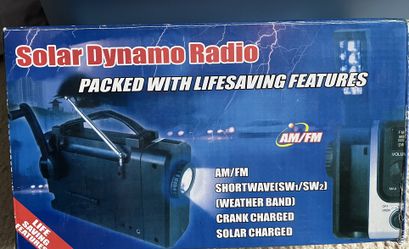 Solar Dynamo Radio
PACKED WITH LIFESAVING FEATURES
AM/FM
AM/FM
SHORTWAVE(SW1/SW2)
(WEATHER BAND)
CRANK CHARGED
SOLAR CHARGED
LIFE
SAVING
FEATURES